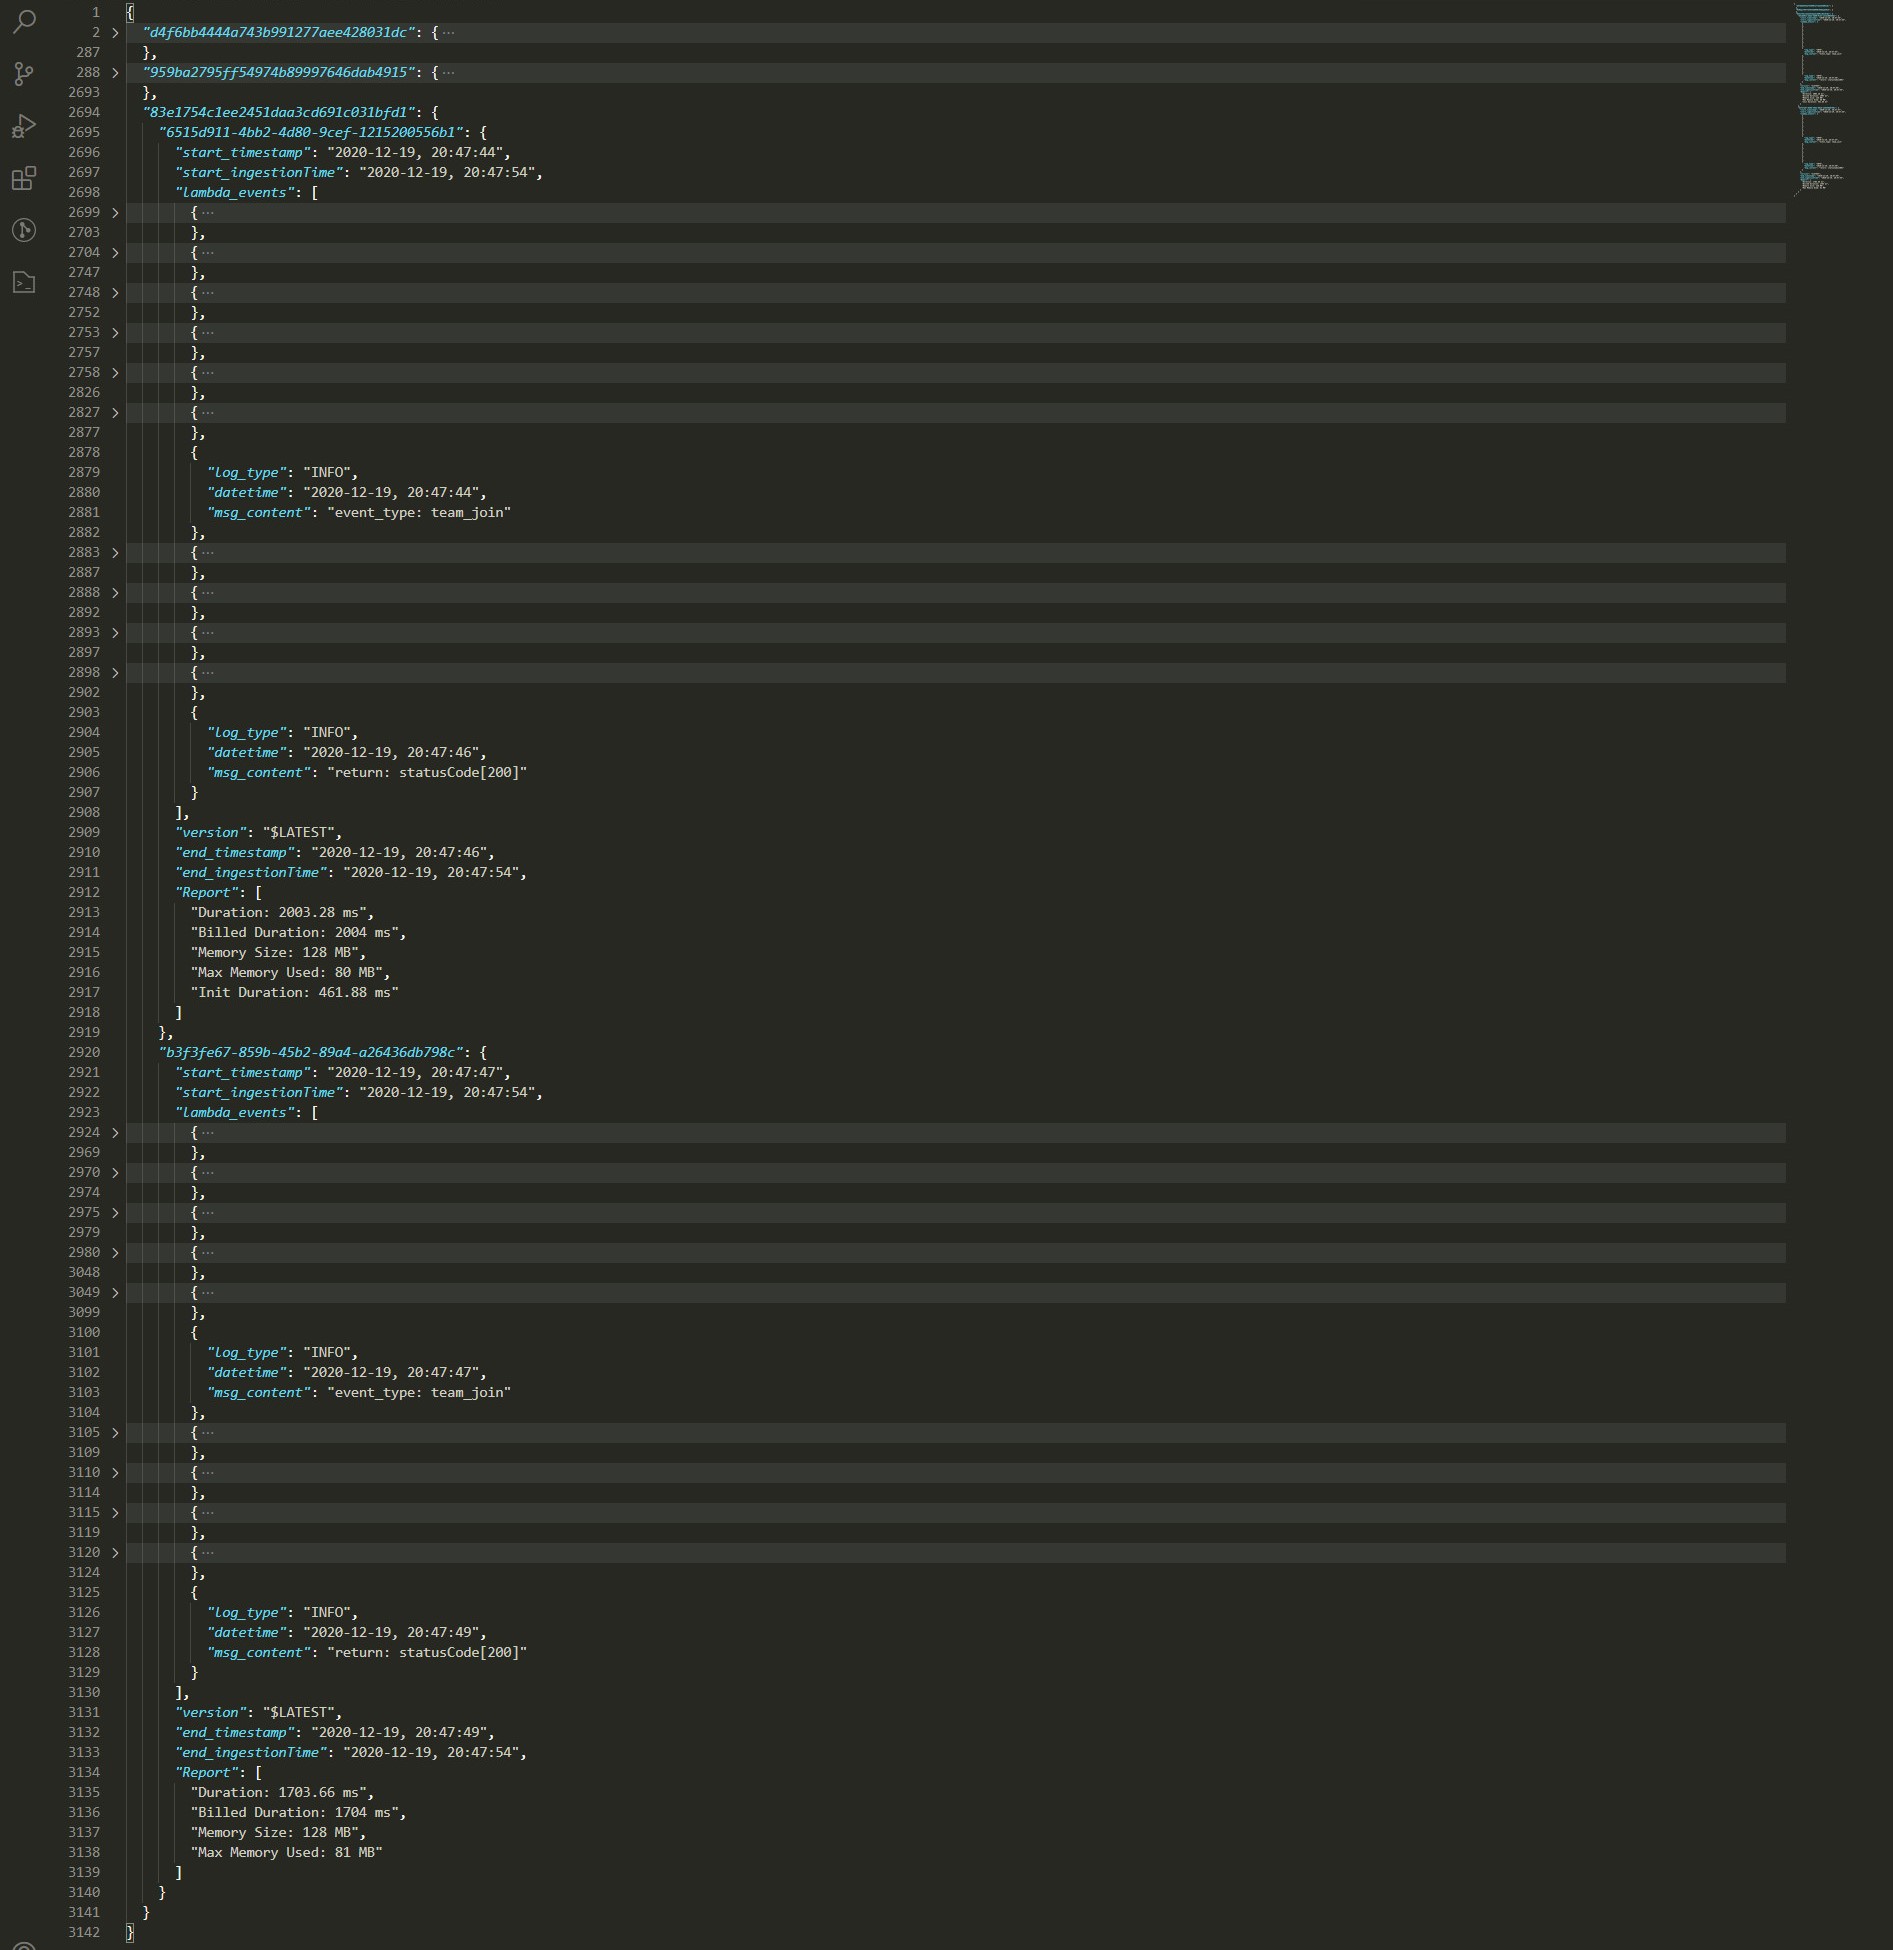 1 {
2 > "d4f6bb4444a743b991277aee428031dc": { ···
287 },
288 > "959ba2795ff54974b89997646dab4915": { ···
2693 },
2694 "83e1754c1ee2451daa3cd691c031bfd1": {
2695 "6515d911-4bb2-4d80-9cef-1215200556b1": {
2696 "start_timestamp": "2020-12-19, 20:47:44",
2697 "start_ingestionTime": "2020-12-19, 20:47:54",
2698 "lambda_events": [
2699 > { ···
2703 },
2704 > { ···
2747 },
2748 > { ···
2752 },
2753 > { ···
2757 },
2758 > { ···
2826 },
2827 > { ···
2877 },
2878 {
2879 "log_type": "INFO",
2880 "datetime": "2020-12-19, 20:47:44",
2881 "msg_content": "event_type: team_join"
2882 },
2883 > { ···
2887 },
2888 > { ···
2892 },
2893 > { ···
2897 },
2898 > { ···
2902 },
2903 {
2904 "log_type": "INFO",
2905 "datetime": "2020-12-19, 20:47:46",
2906 "msg_content": "return: statusCode[200]"
2907 }
2908 ],
2909 "version": "$LATEST",
2910 "end_timestamp": "2020-12-19, 20:47:46",
2911 "end_ingestionTime": "2020-12-19, 20:47:54",
2912 "Report": [
2913 "Duration: 2003.28 ms",
2914 "Billed Duration: 2004 ms",
2915 "Memory Size: 128 MB",
2916 "Max Memory Used: 80 MB",
2917 "Init Duration: 461.88 ms"
2918 ]
2919 },
2920 "b3f3fe67-859b-45b2-89a4-a26436db798c": {
2921 "start_timestamp": "2020-12-19, 20:47:47",
2922 "start_ingestionTime": "2020-12-19, 20:47:54",
2923 "lambda_events": [
2924 > { ···
2969 },
2970 > { ···
2974 },
2975 > { ···
2979 },
2980 > { ···
3048 },
3049 > { ···
3099 },
3100 {
3101 "log_type": "INFO",
3102 "datetime": "2020-12-19, 20:47:47",
3103 "msg_content": "event_type: team_join"
3104 },
3105 > { ···
3109 },
3110 > { ···
3114 },
3115 > { ···
3119 },
3120 > { ···
3124 },
3125 {
3126 "log_type": "INFO",
3127 "datetime": "2020-12-19, 20:47:49",
3128 "msg_content": "return: statusCode[200]"
3129 }
3130 ],
3131 "version": "$LATEST",
3132 "end_timestamp": "2020-12-19, 20:47:49",
3133 "end_ingestionTime": "2020-12-19, 20:47:54",
3134 "Report": [
3135 "Duration: 1703.66 ms",
3136 "Billed Duration: 1704 ms",
3137 "Memory Size: 128 MB",
3138 "Max Memory Used: 81 MB"
3139 ]
3140 }
3141 }
3142 }